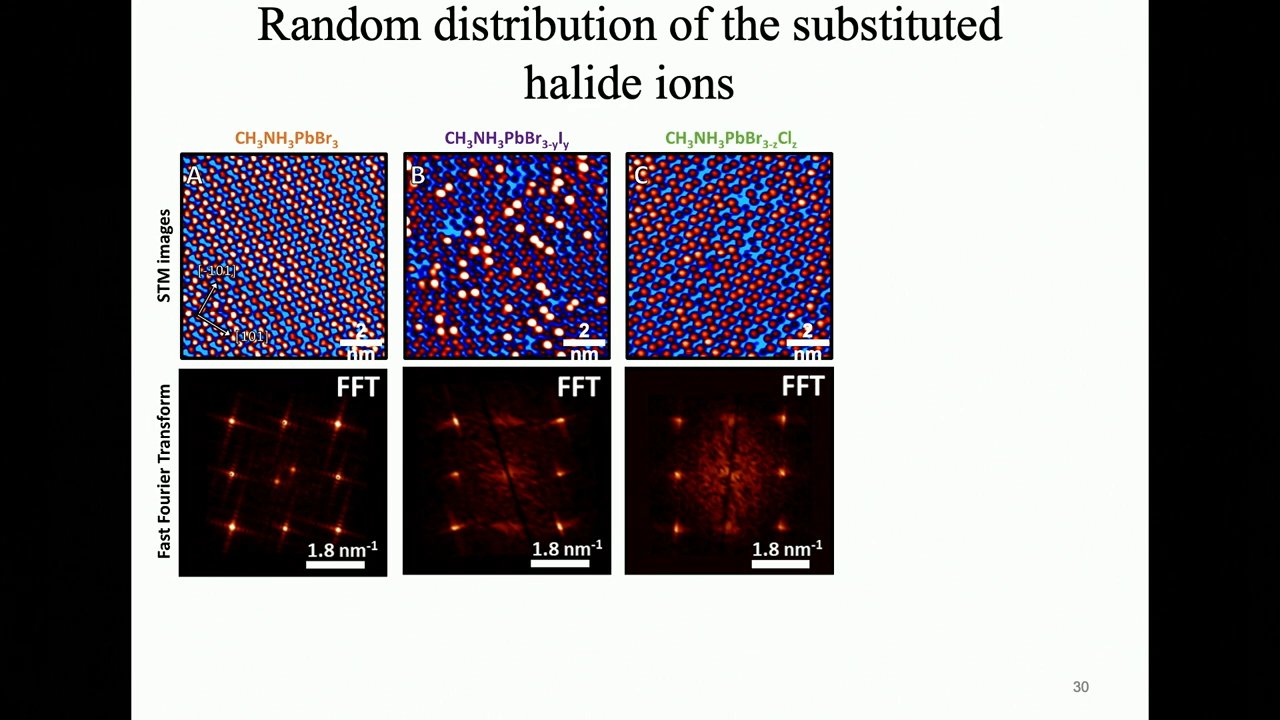 Random distribution of the substituted
halide ions
CH₃NH₃PbBr₃
CH₃NH₃PbBr₃₋ᵧIᵧ
CH₃NH₃PbBr₃₋zClz
STM images
A
[-101]
[101]
2
nm
B
2
nm
C
2
nm
Fast Fourier Transform
FFT
1.8 nm⁻¹
FFT
1.8 nm⁻¹
FFT
1.8 nm⁻¹
30